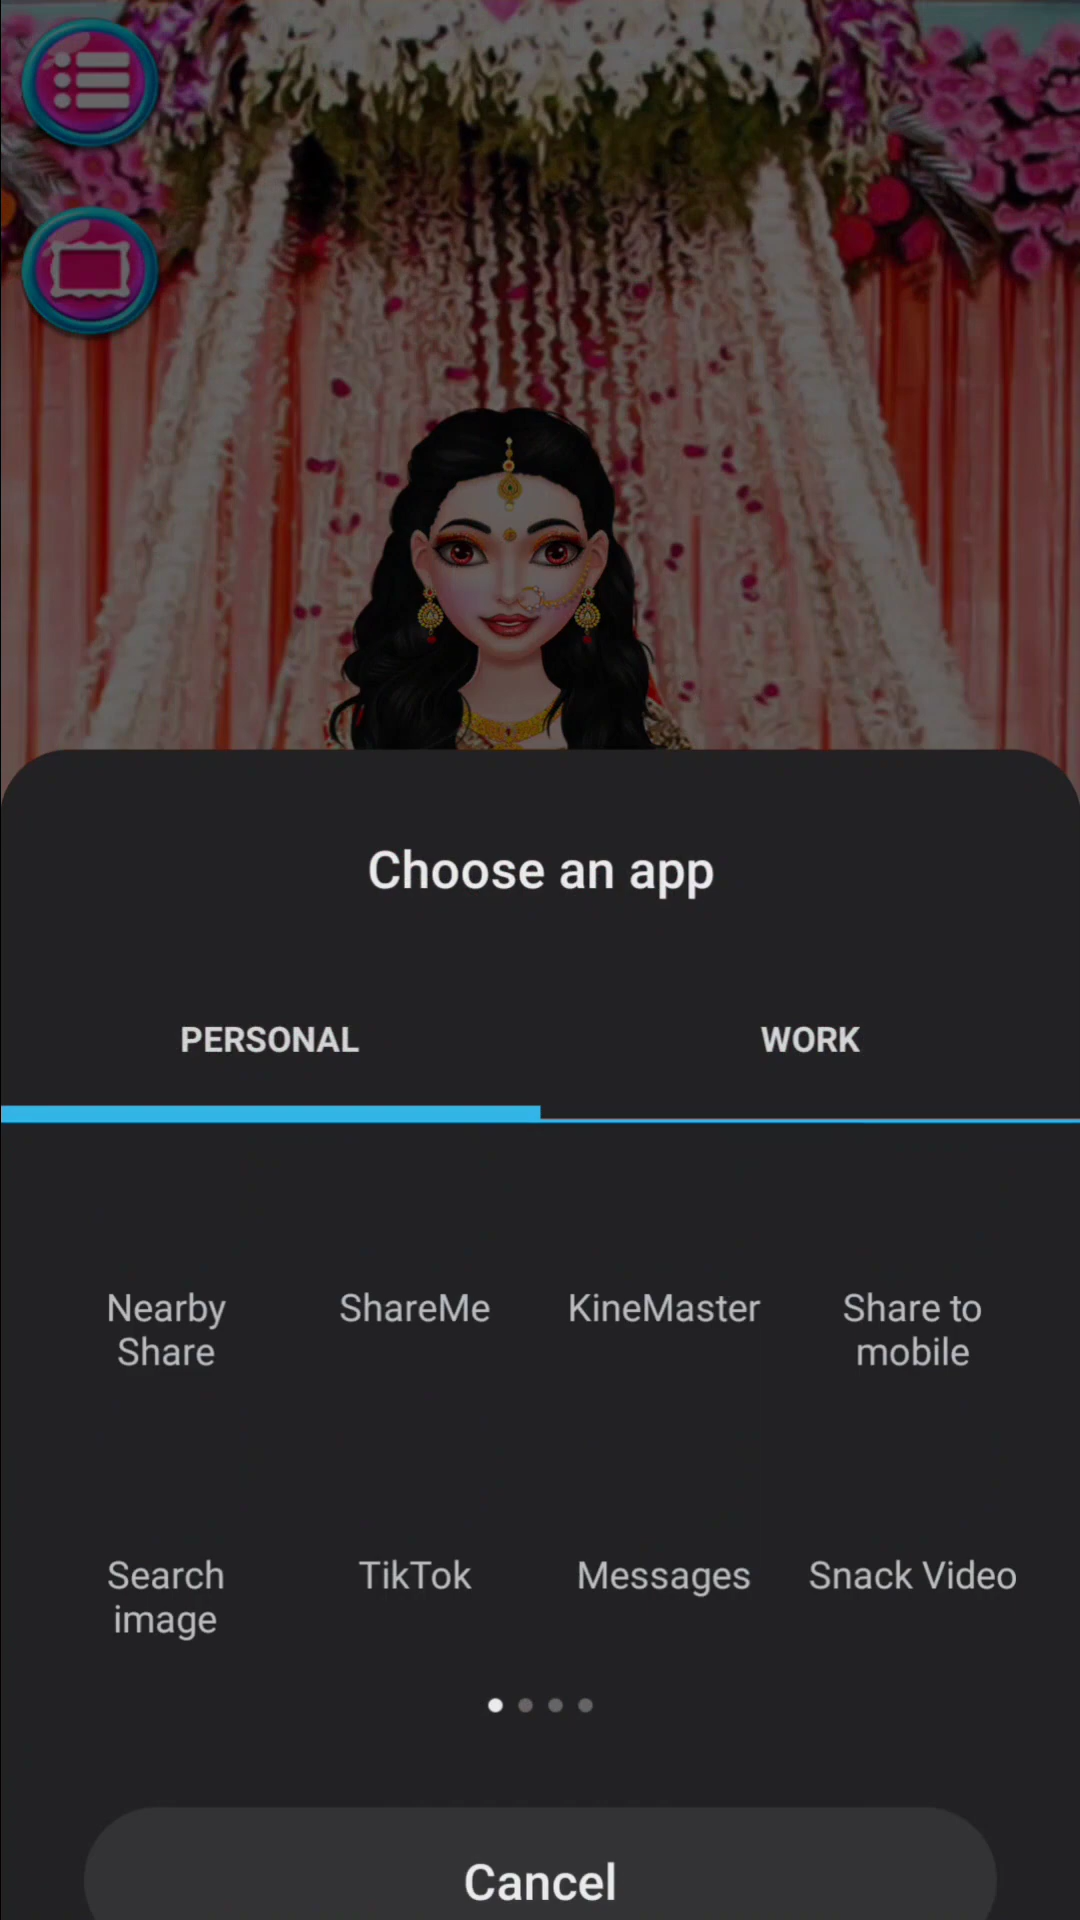 Choose an app
PERSONAL
WORK
Nearby
Share
ShareMe
KineMaster
Share to
mobile
Search
image
TikTok
Messages
Snack Video
Cancel